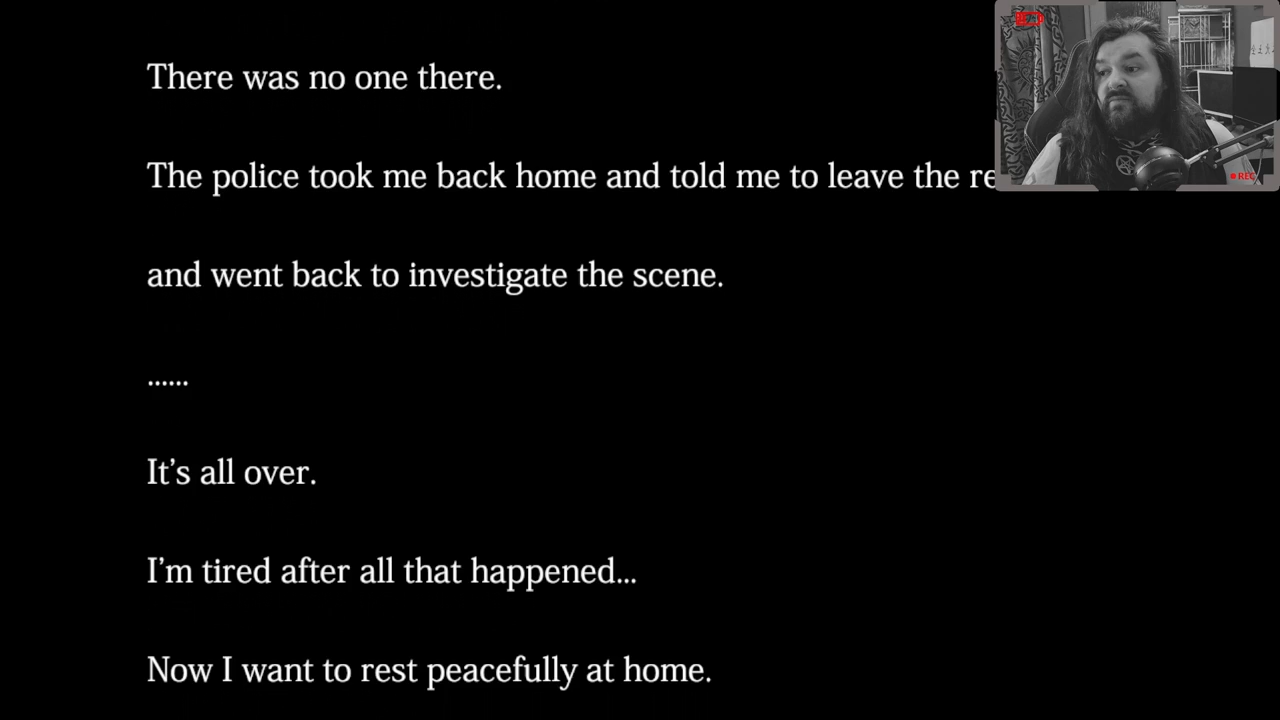 There was no one there.
The police took me back home and told me to leave the
and went back to investigate the scene.
......
It’s all over.
I’m tired after all that happened...
Now I want to rest peacefully at home.
REC